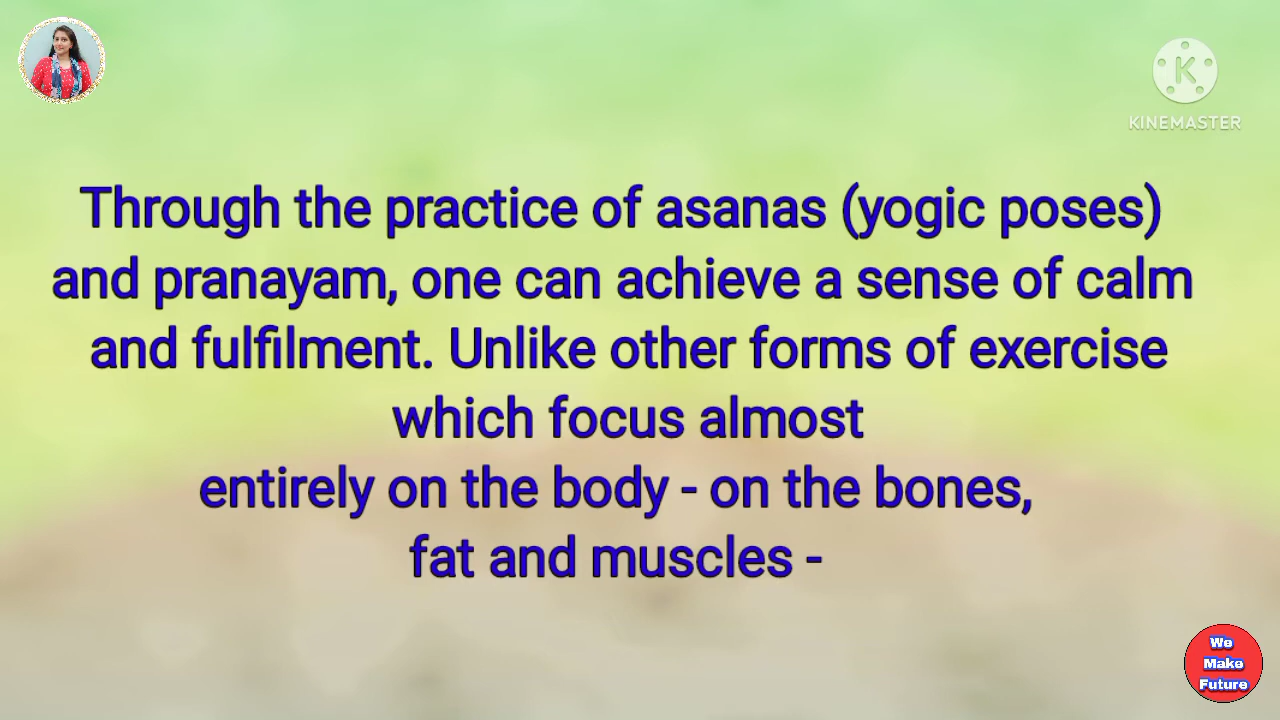 K
KINEMASTER
Through the practice of asanas (yogic poses)
and pranayam, one can achieve a sense of calm
and fulfilment. Unlike other forms of exercise
which focus almost
entirely on the body - on the bones,
fat and muscles -
We
Make
Future